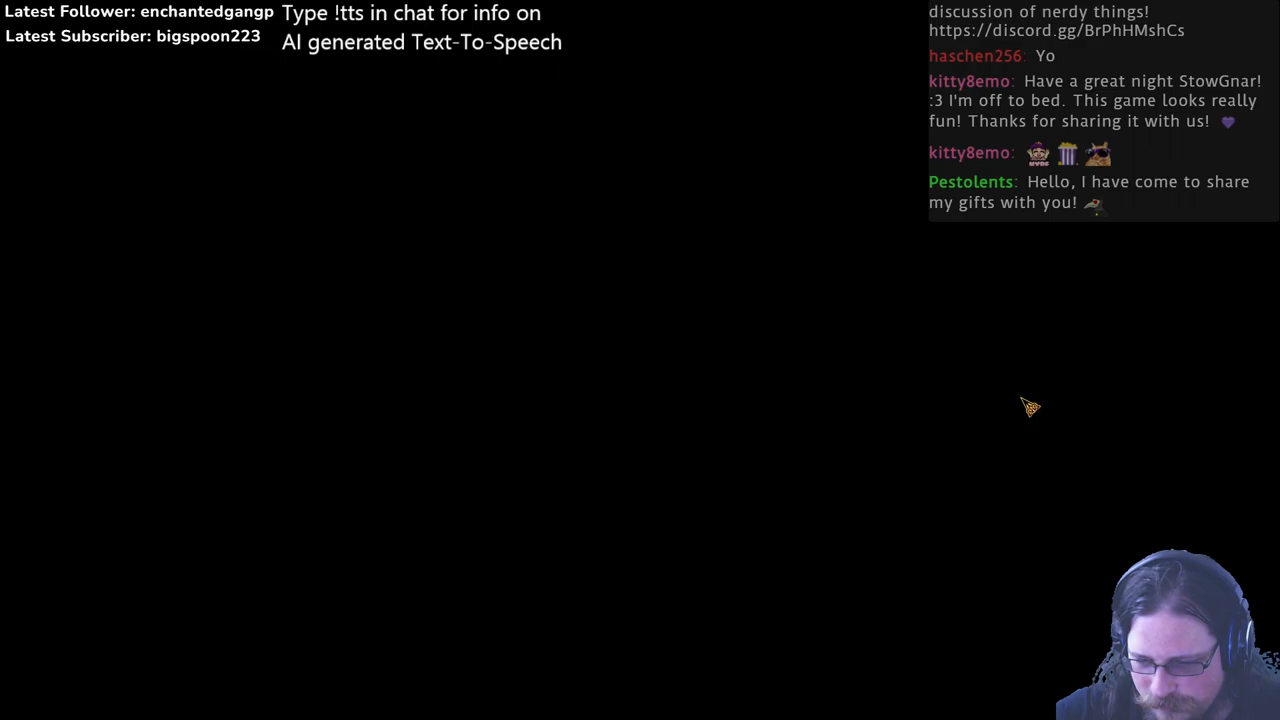 Latest Follower: enchantedgangp
Latest Subscriber: bigspoon223
Type !tts in chat for info on
AI generated Text-To-Speech
discussion of nerdy things!
https://discord.gg/BrPhHMshCs
haschen256: Yo
kitty8emo: Have a great night StowGnar!
:3 I'm off to bed. This game looks really
fun! Thanks for sharing it with us! 💜
kitty8emo:
Pestolents: Hello, I have come to share
my gifts with you!